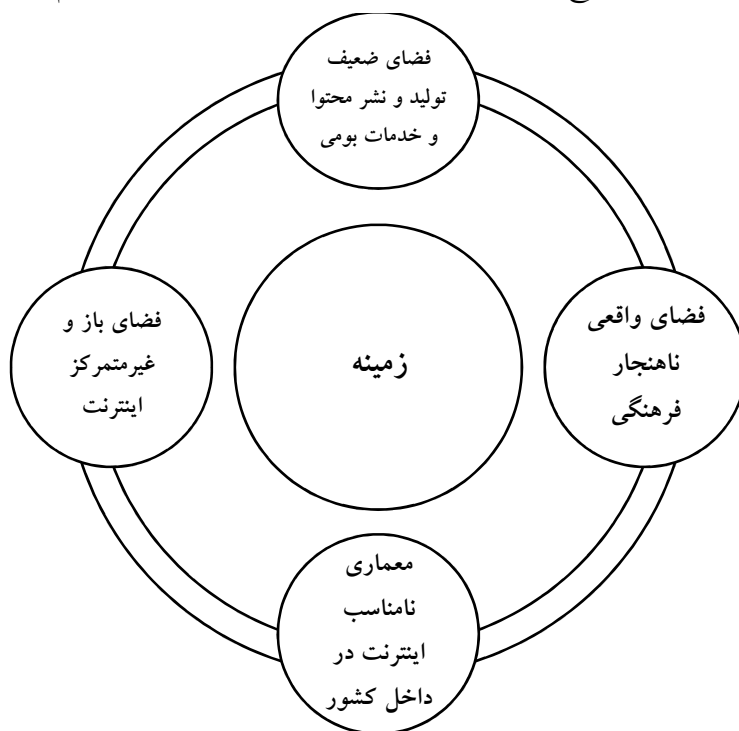 فضای ضعیف
تولید و نشر محتوا
و خدمات بومی
فضای واقعی
ناهنجار
فرهنگی
زمینه
فضای باز و
غیرمتمرکز
اینترنت
معماری
نامناسب
اینترنت در
داخل کشور